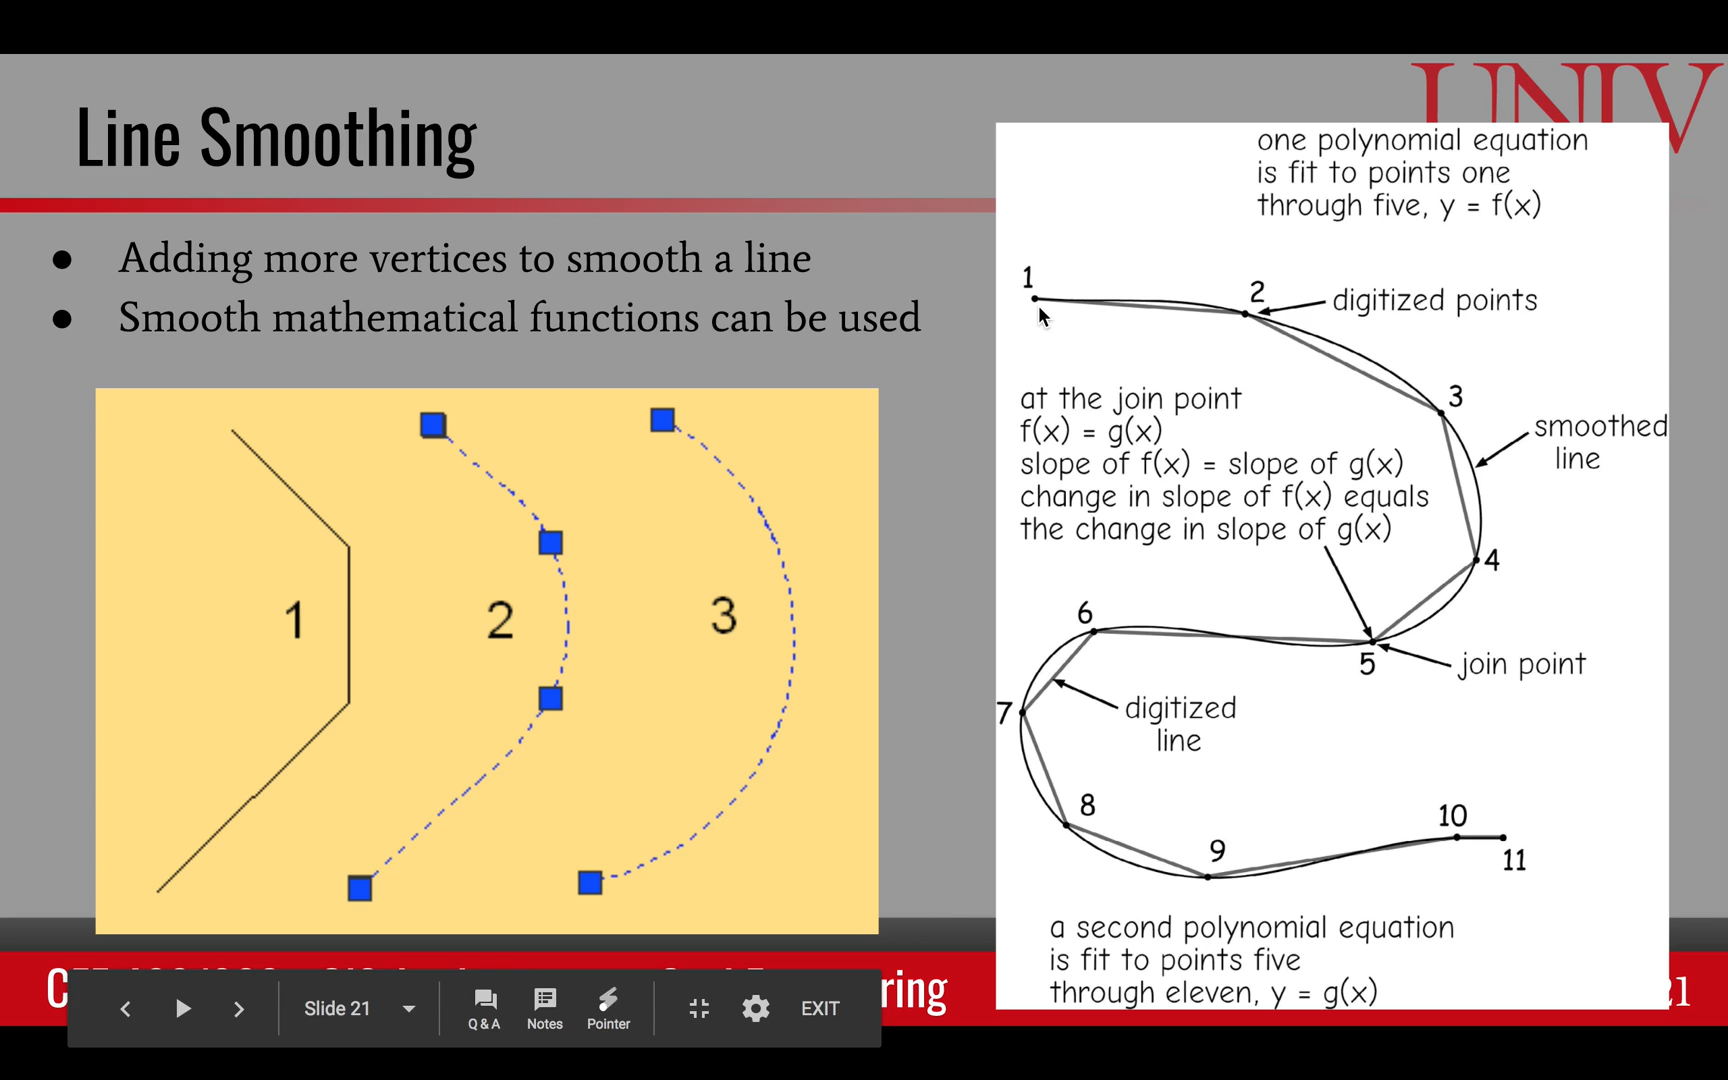 UNIV
Line Smoothing
● Adding more vertices to smooth a line
● Smooth mathematical functions can be used
1
2
3
one polynomial equation
is fit to points one
through five, y = f(x)
1
2
digitized points
3
at the join point
f(x) = g(x)
slope of f(x) = slope of g(x)
change in slope of f(x) equals
the change in slope of g(x)
smoothed
line
4
6
5
join point
7
digitized
line
8
9
10
11
a second polynomial equation
is fit to points five
through eleven, y = g(x)
ring
21
Slide 21
Q & A
Notes
Pointer
EXIT